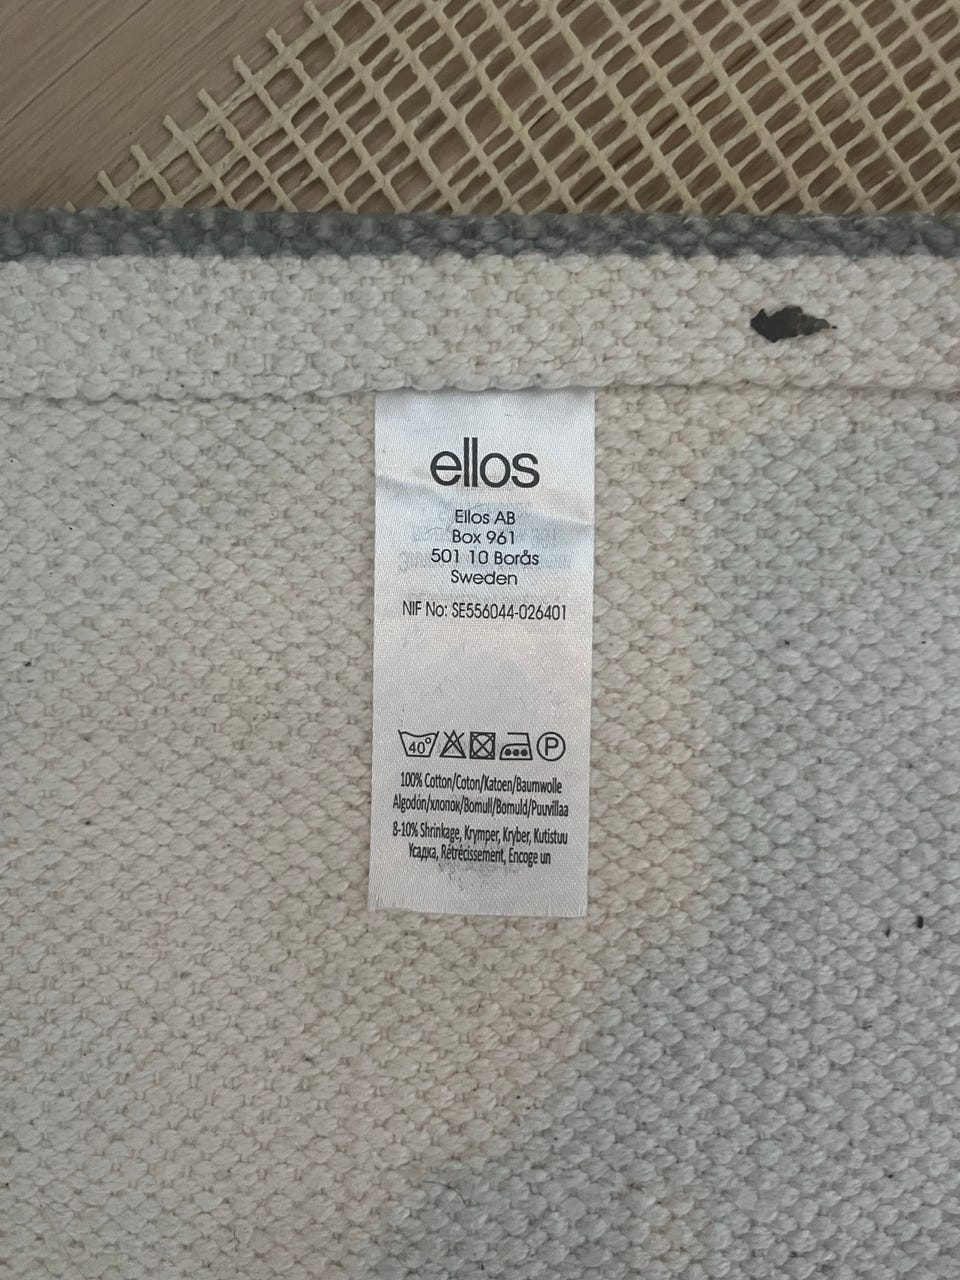 ellos
Ellos AB
Box 961
501 10 Borås
Sweden
NIF No: SE556044-026401
40°
P
100% Cotton/Coton/Katoen/Baumwolle
Algodón/хлопок/Bomull/Bomuld/Puuvillaa
8-10% Shrinkage, Krymper, Kryber, Kutistuu
Усадка, Rétrécissement, Encoge un